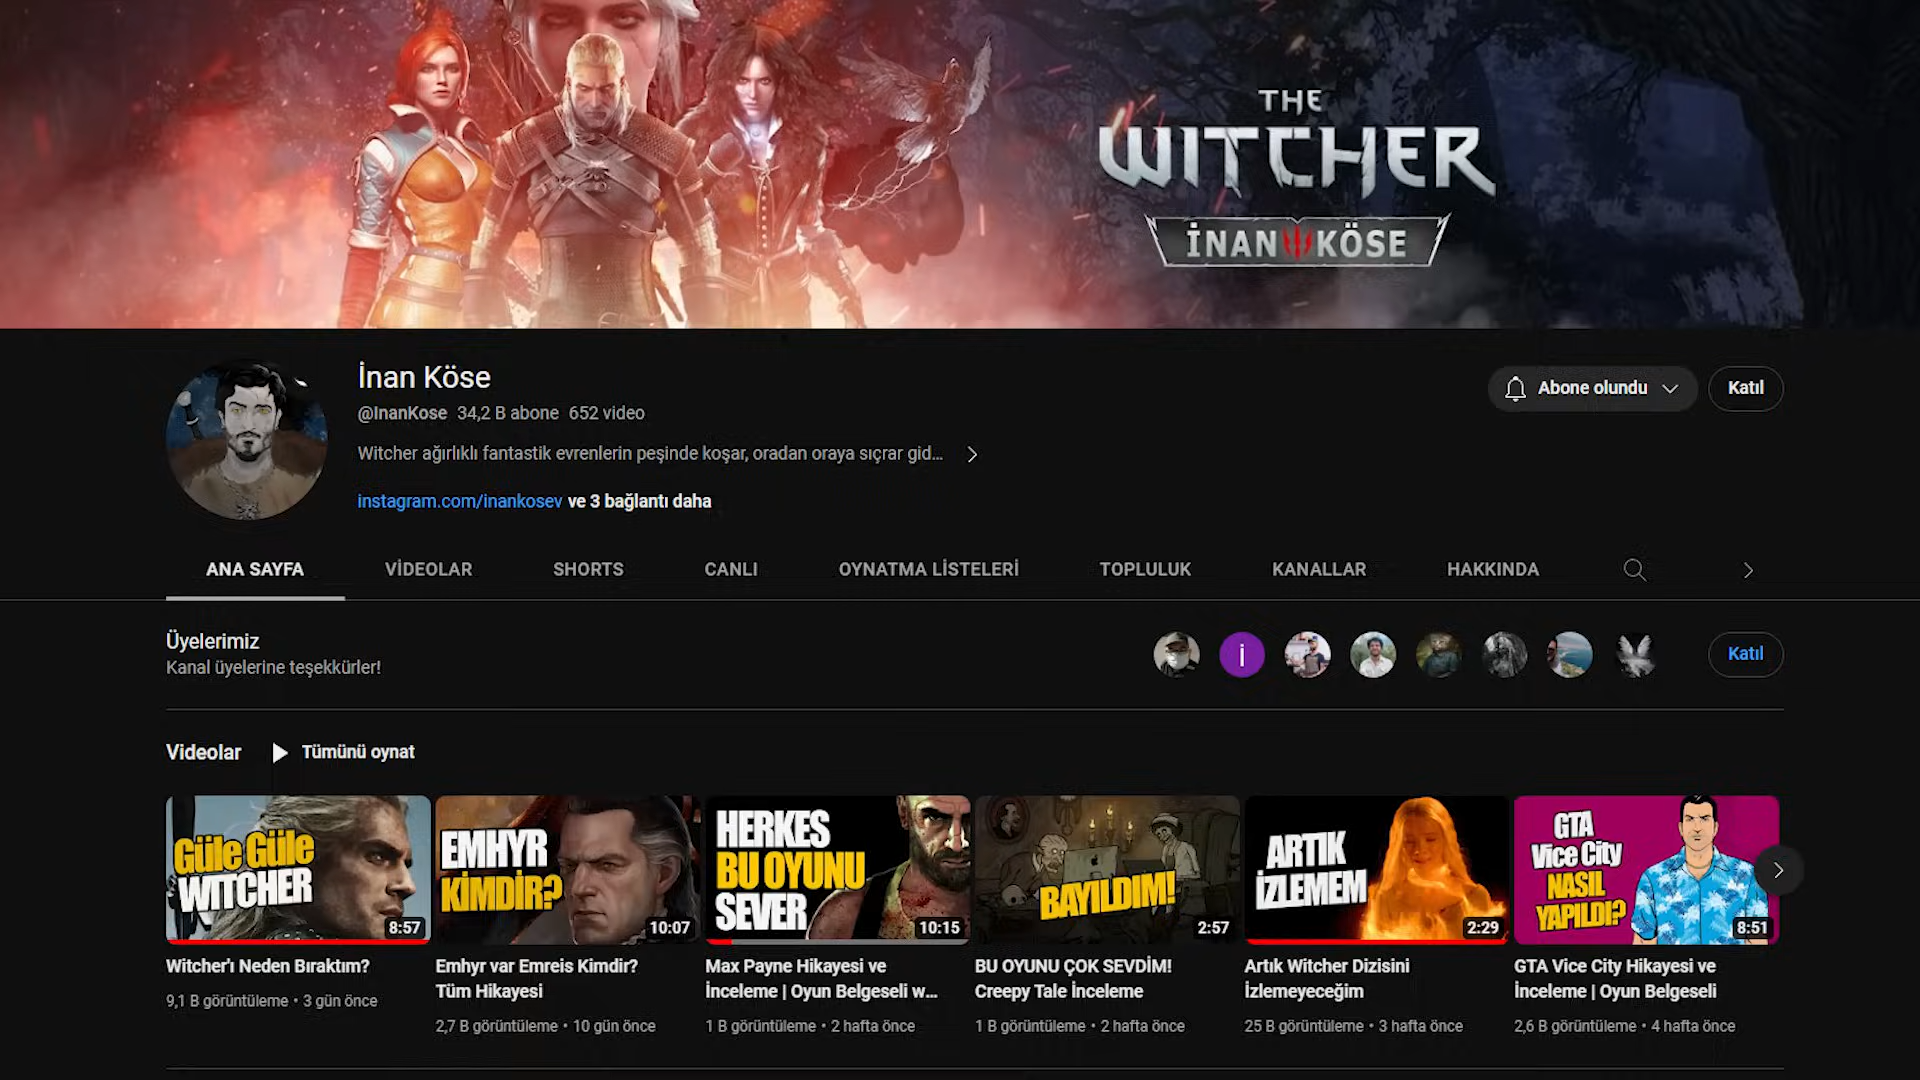 THE
WITCHER
İNAN KÖSE
İnan Köse
@InanKose 34,2 B abone 652 video
Witcher ağırlıklı fantastik evrenlerin peşinde koşar, oradan oraya sıçrar gid...
instagram.com/inankosev ve 3 bağlantı daha
Abone olundu
Katıl
ANA SAYFA
VİDEOLAR
SHORTS
CANLI
OYNATMA LİSTELERİ
TOPLULUK
KANALLAR
HAKKINDA
Üyelerimiz
Kanal üyelerine teşekkürler!
i
Katıl
Videolar
Tümünü oynat
Güle Güle
WITCHER
8:57
Witcher'ı Neden Bıraktım?
9,1 B görüntüleme • 3 gün önce
EMHYR
KİMDİR?
10:07
Emhyr var Emreis Kimdir?
Tüm Hikayesi
2,7 B görüntüleme • 10 gün önce
HERKES
BU OYUNU
SEVER
10:15
Max Payne Hikayesi ve
İnceleme | Oyun Belgeseli w...
1 B görüntüleme • 2 hafta önce
BAYILDIM!
2:57
BU OYUNU ÇOK SEVDİM!
Creepy Tale İnceleme
1 B görüntüleme • 2 hafta önce
ARTIK
İZLEMEM
2:29
Artık Witcher Dizisini
İzlemeyeceğim
25 B görüntüleme • 3 hafta önce
GTA
Vice City
NASIL
YAPILDI?
8:51
GTA Vice City Hikayesi ve
İnceleme | Oyun Belgeseli
2,6 B görüntüleme • 4 hafta önce